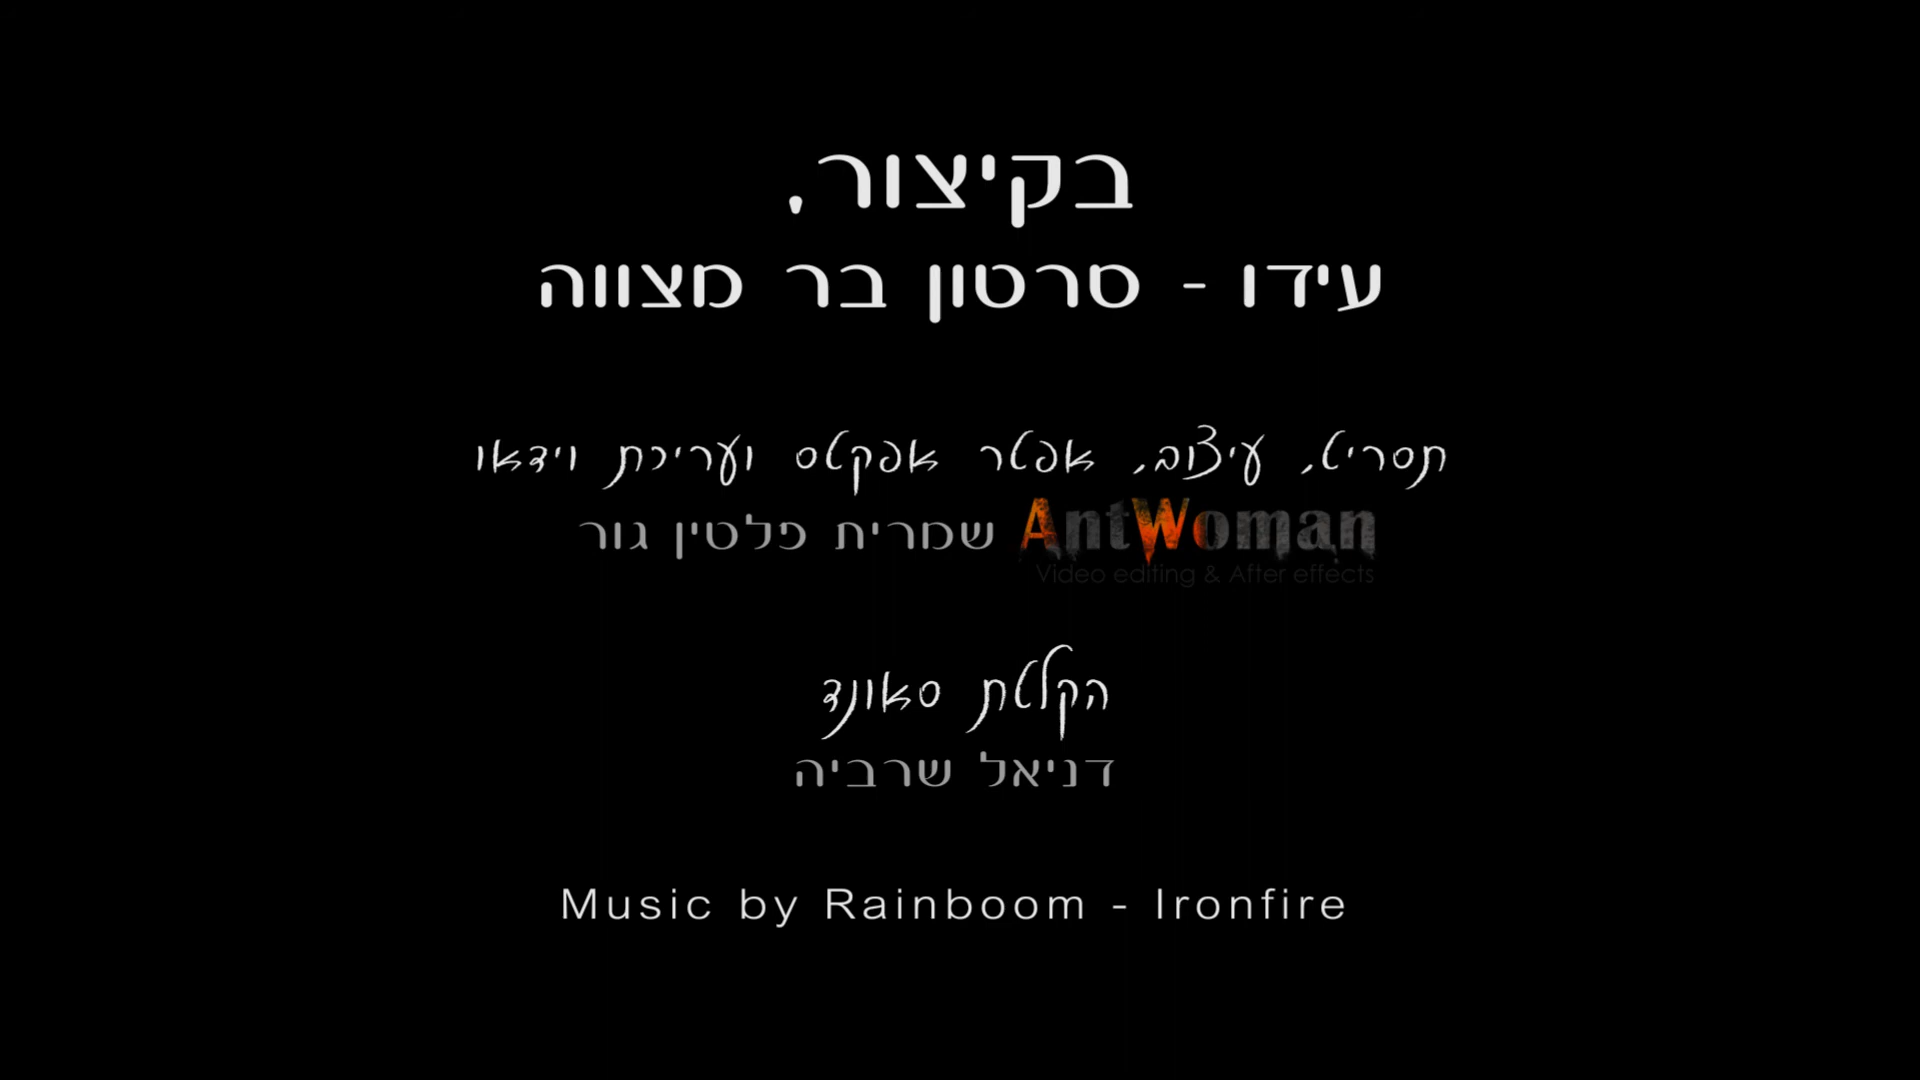 בקיצור,
עידו - סרטון בר מצווה
תסריט, עיצוב, אפטר אפקטס ועריכת וידאו
AntWoman שמרית פלטין גור
Video editing & After effects
הקלטת סאונד
דניאל שרביה
Music by Rainboom - Ironfire